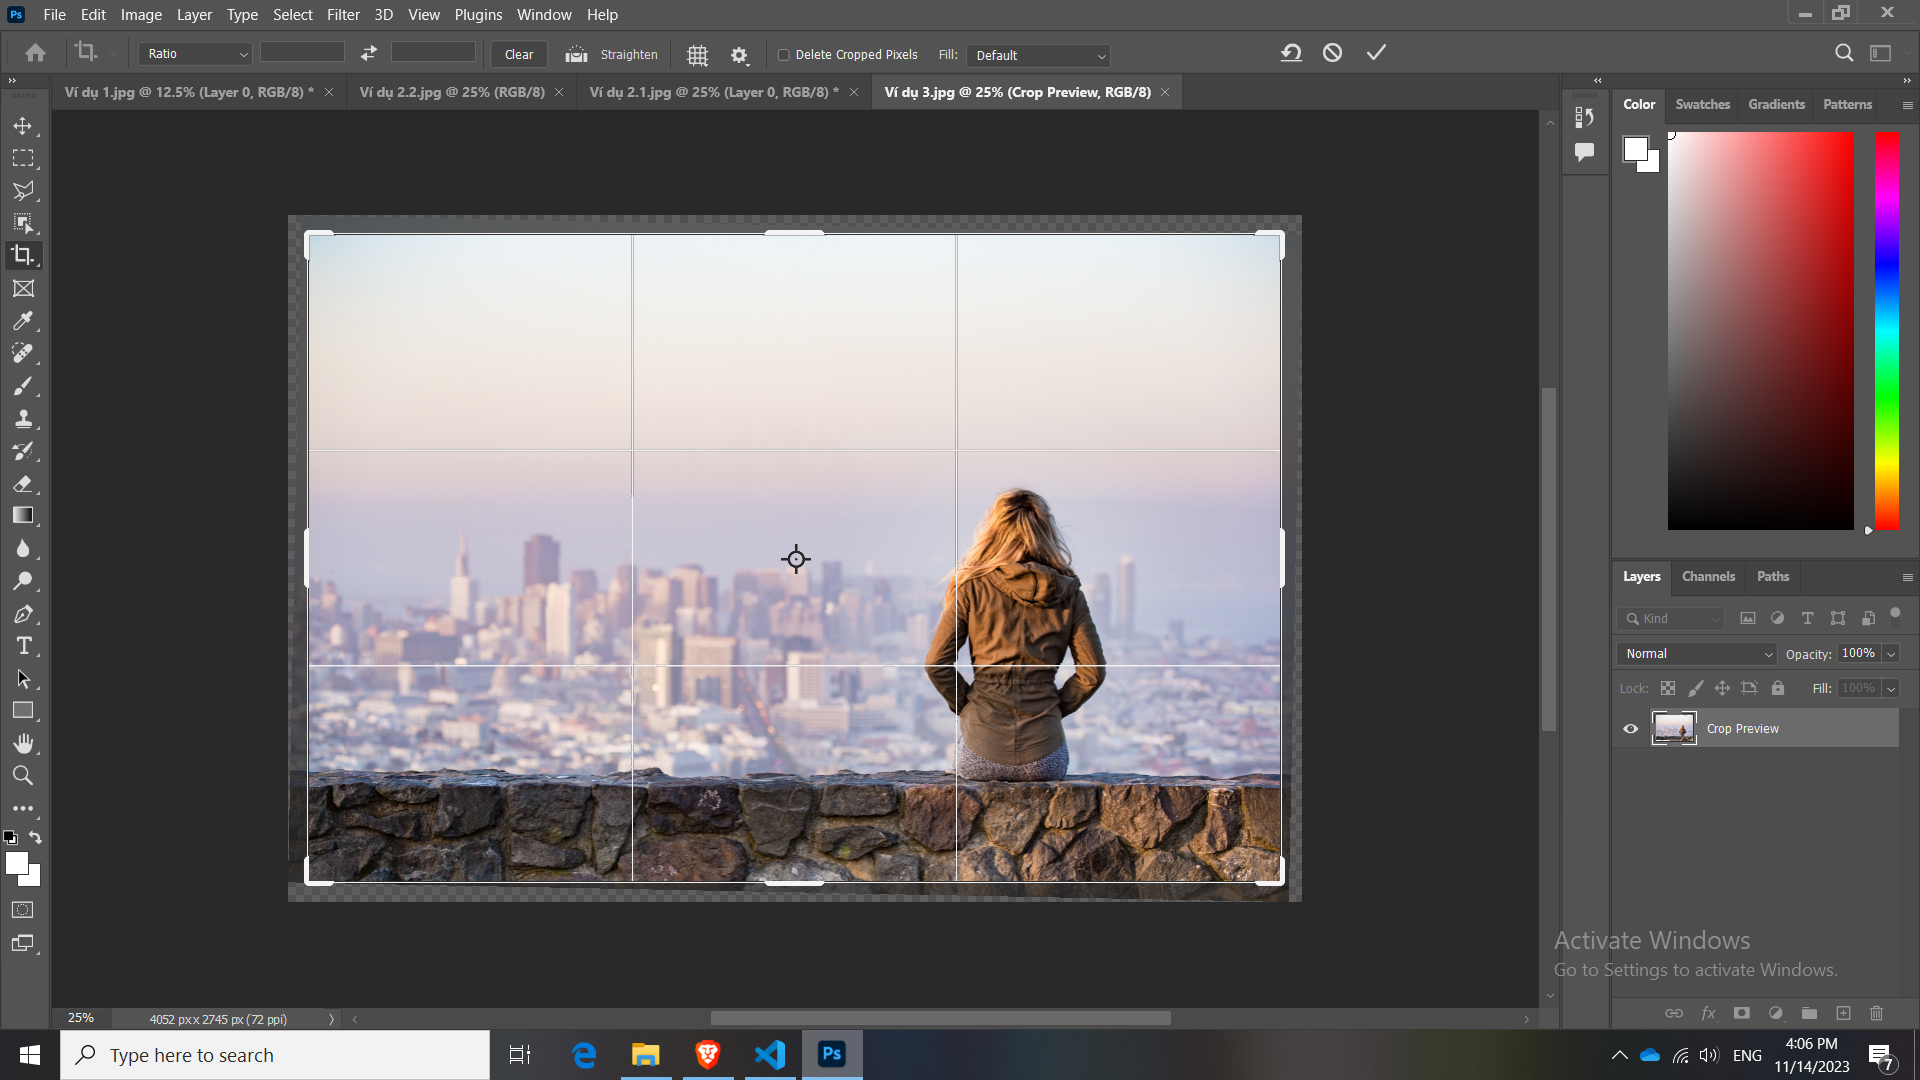 Ps File Edit Image Layer Type Select Filter 3D View Plugins Window Help
Ratio Clear Straighten Delete Cropped Pixels Fill: Default
Ví dụ 1.jpg @ 12.5% (Layer 0, RGB/8) * Ví dụ 2.2.jpg @ 25% (RGB/8) Ví dụ 2.1.jpg @ 25% (Layer 0, RGB/8) * Ví dụ 3.jpg @ 25% (Crop Preview, RGB/8)
Color Swatches Gradients Patterns
Layers Channels Paths
Kind
Normal Opacity: 100%
Lock: Fill: 100%
Crop Preview
fx
Activate Windows
Go to Settings to activate Windows.
25% 4052 px x 2745 px (72 ppi)
Type here to search
Ps
ENG
4:06 PM
11/14/2023
7